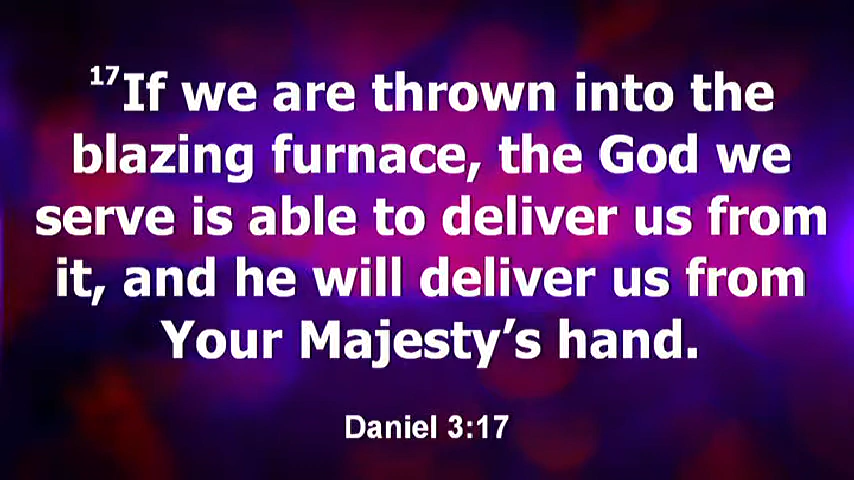 ¹⁷If we are thrown into the
blazing furnace, the God we
serve is able to deliver us from
it, and he will deliver us from
Your Majesty’s hand.
Daniel 3:17